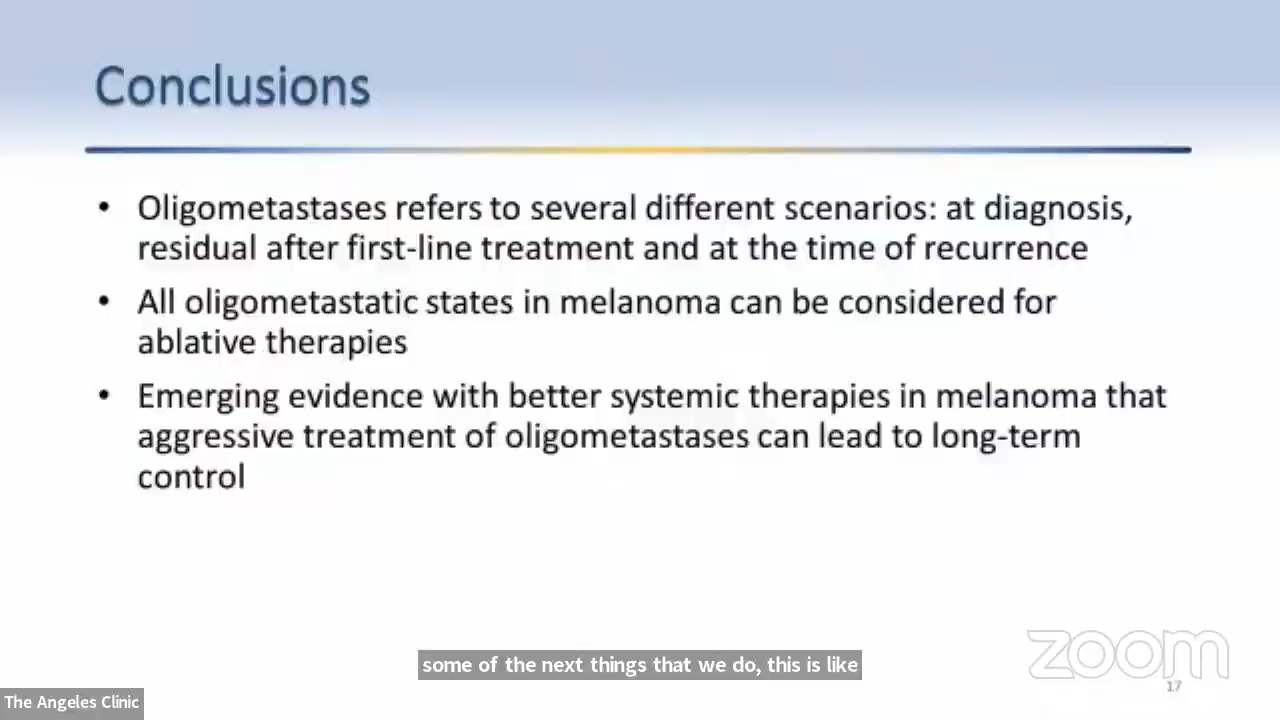 Conclusions
• Oligometastases refers to several different scenarios: at diagnosis,
residual after first-line treatment and at the time of recurrence
• All oligometastatic states in melanoma can be considered for
ablative therapies
• Emerging evidence with better systemic therapies in melanoma that
aggressive treatment of oligometastases can lead to long-term
control
some of the next things that we do, this is like
zoom
17
The Angeles Clinic